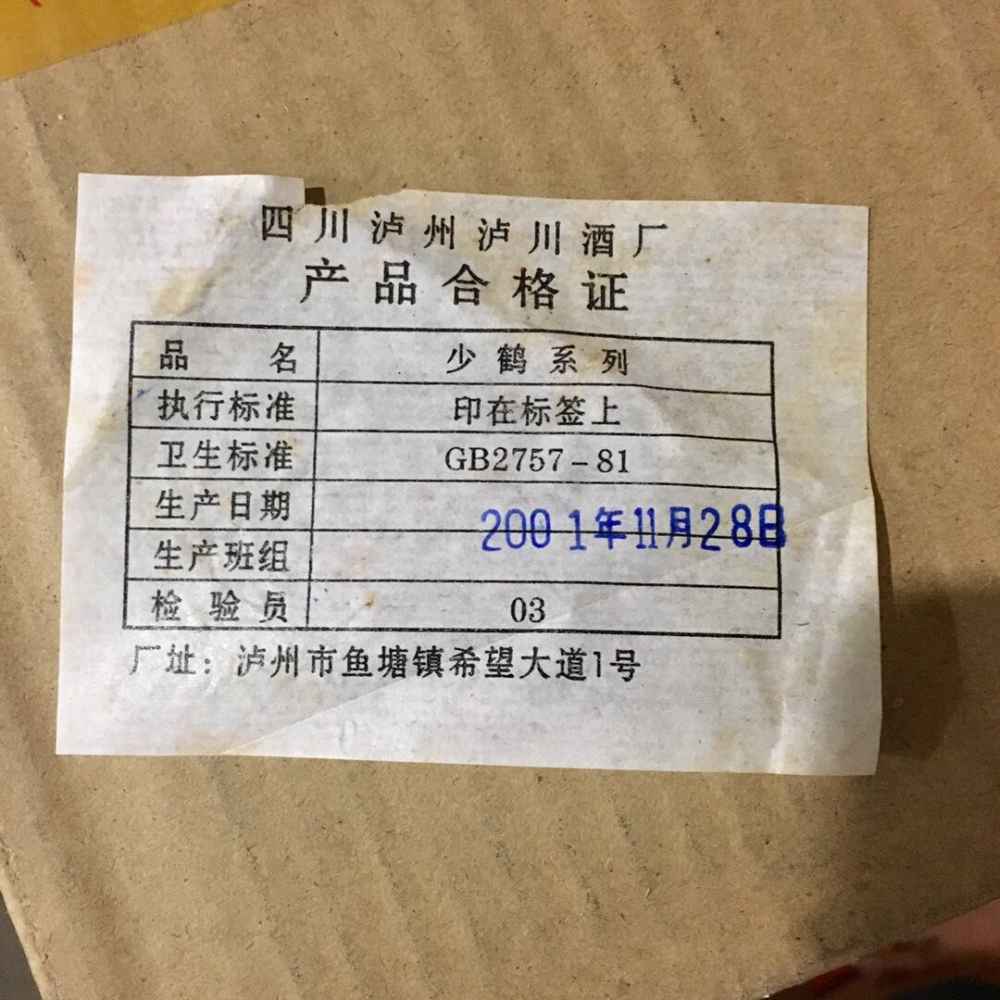 四川泸州泸川酒厂
产品合格证
品名 少鹤系列
执行标准 印在标签上
卫生标准 GB2757-81
生产日期 2001年11月28日
生产班组
检验员 03
厂址：泸州市鱼塘镇希望大道1号